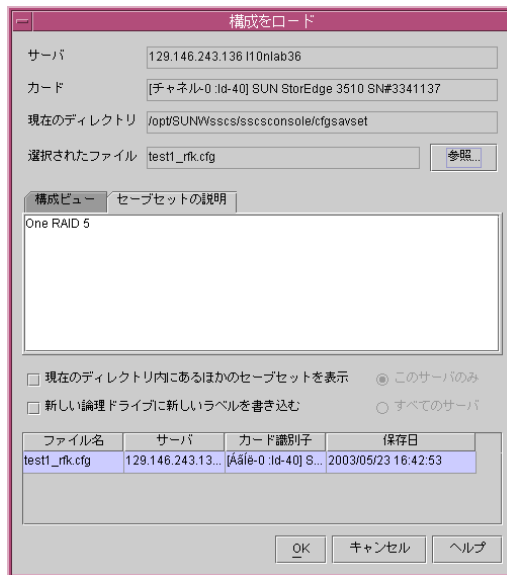 構成をロード
サーバ 129.146.243.136 l10nlab36
カード [チャネル-0 :Id-40] SUN StorEdge 3510 SN#3341137
現在のディレクトリ /opt/SUNWsscs/sscsconsole/cfgsavset
選択されたファイル test1_rfk.cfg 参照...
構成ビュー セーブセットの説明
One RAID 5
現在のディレクトリ内にあるほかのセーブセットを表示 このサーバのみ
新しい論理ドライブに新しいラベルを書き込む すべてのサーバ
ファイル名 サーバ カード識別子 保存日
test1_rfk.cfg 129.146.243.13... [Áãíë-0 :Id-40] S... 2003/05/23 16:42:53
OK キャンセル ヘルプ